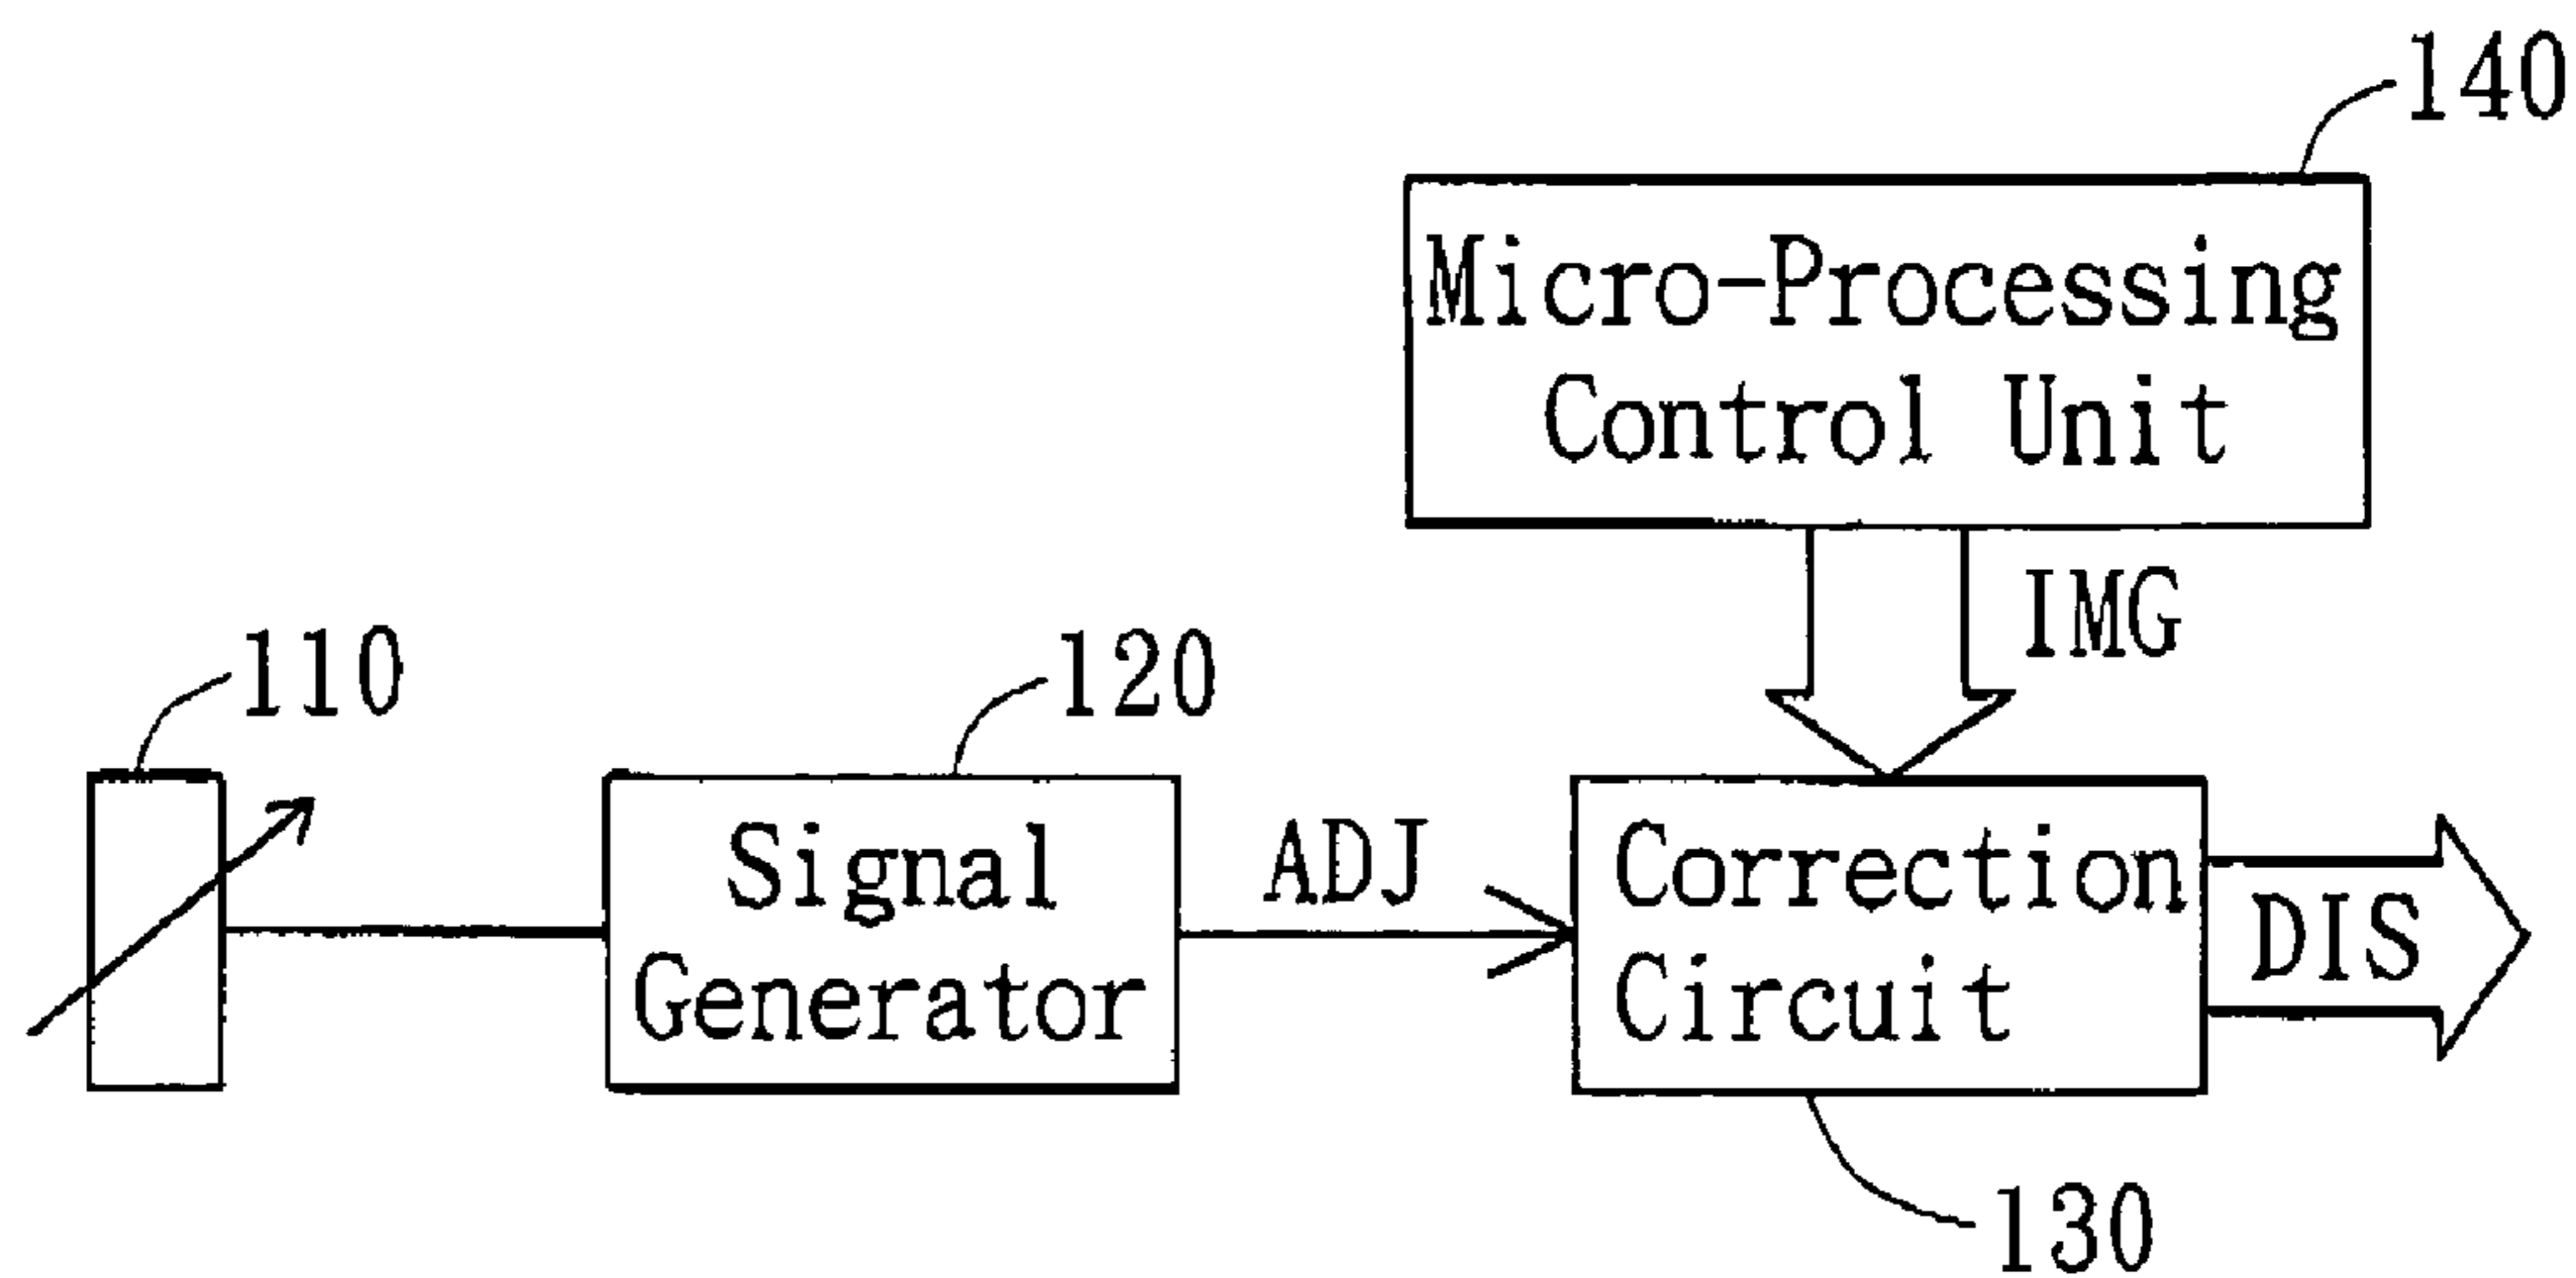 140
Micro-Processing
Control Unit
IMG
110
120
Signal
Generator
ADJ
Correction
Circuit
DIS
130